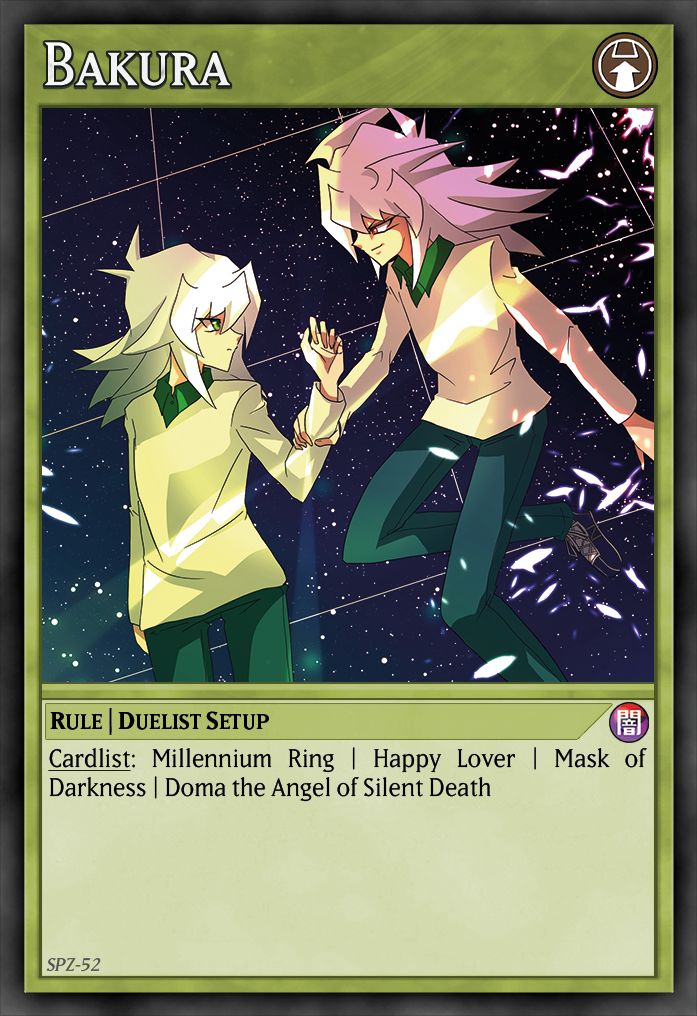 Bakura
Rule | Duelist Setup
闇
Cardlist: Millennium Ring | Happy Lover | Mask of
Darkness | Doma the Angel of Silent Death
SPZ-52